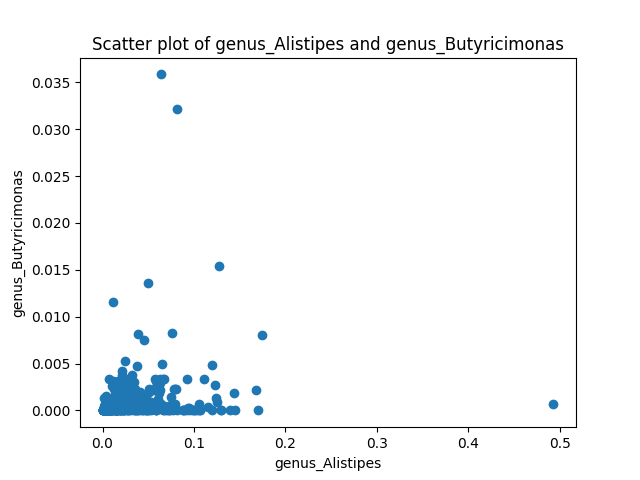 Scatter plot of genus_Alistipes and genus_Butyricimonas
0.035
0.030
0.025
0.020
0.015
0.010
0.005
0.000
genus_Butyricimonas
0.0 0.1 0.2 0.3 0.4 0.5
genus_Alistipes